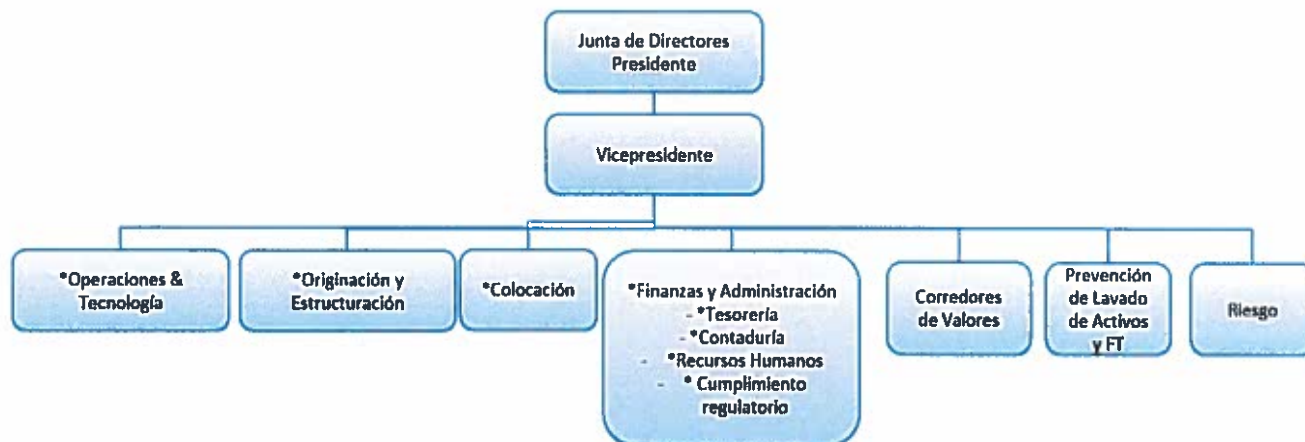 Junta de Directores
Presidente
Vicepresidente
*Operaciones &
Tecnología
*Originación y
Estructuración
*Colocación
*Finanzas y Administración
- *Tesorería
- *Contaduría
- *Recursos Humanos
- * Cumplimiento
regulatorio
Corredores
de Valores
Prevención
de Lavado
de Activos
y FT
Riesgo